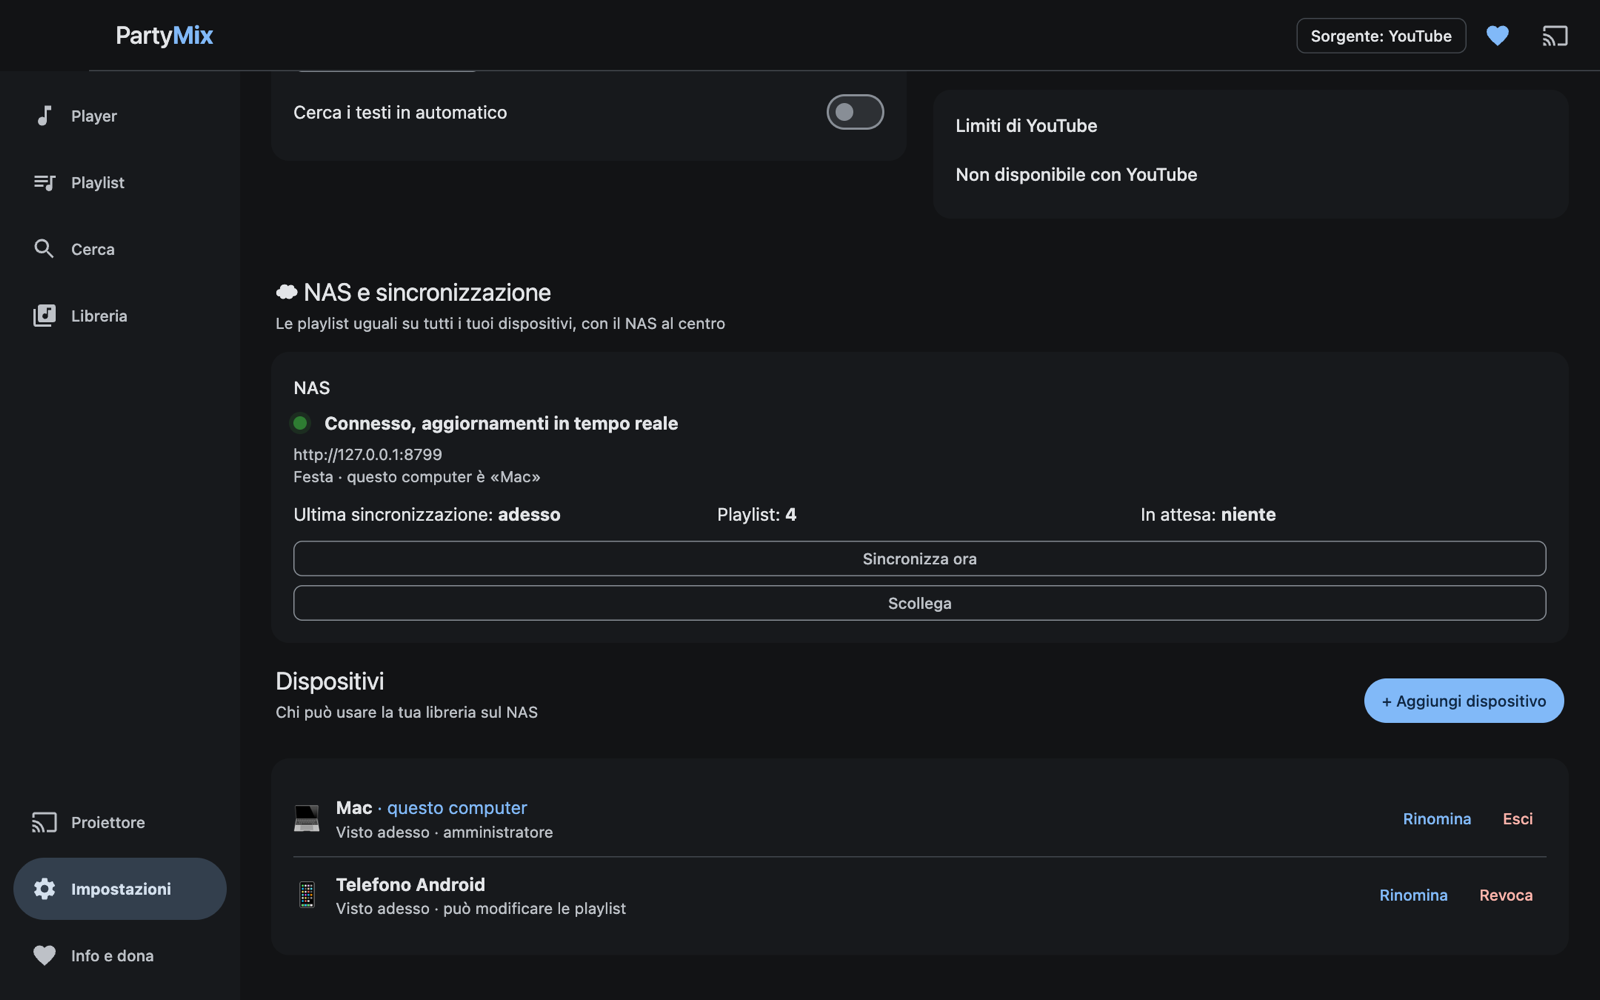 PartyMix
Sorgente: YouTube
Player
Playlist
Cerca
Libreria
Proiettore
Impostazioni
Info e dona
Cerca i testi in automatico
Limiti di YouTube
Non disponibile con YouTube
NAS e sincronizzazione
Le playlist uguali su tutti i tuoi dispositivi, con il NAS al centro
NAS
Connesso, aggiornamenti in tempo reale
http://127.0.0.1:8799
Festa · questo computer è «Mac»
Ultima sincronizzazione: adesso
Playlist: 4
In attesa: niente
Sincronizza ora
Scollega
Dispositivi
Chi può usare la tua libreria sul NAS
+ Aggiungi dispositivo
Mac · questo computer
Visto adesso · amministratore
Rinomina
Esci
Telefono Android
Visto adesso · può modificare le playlist
Rinomina
Revoca